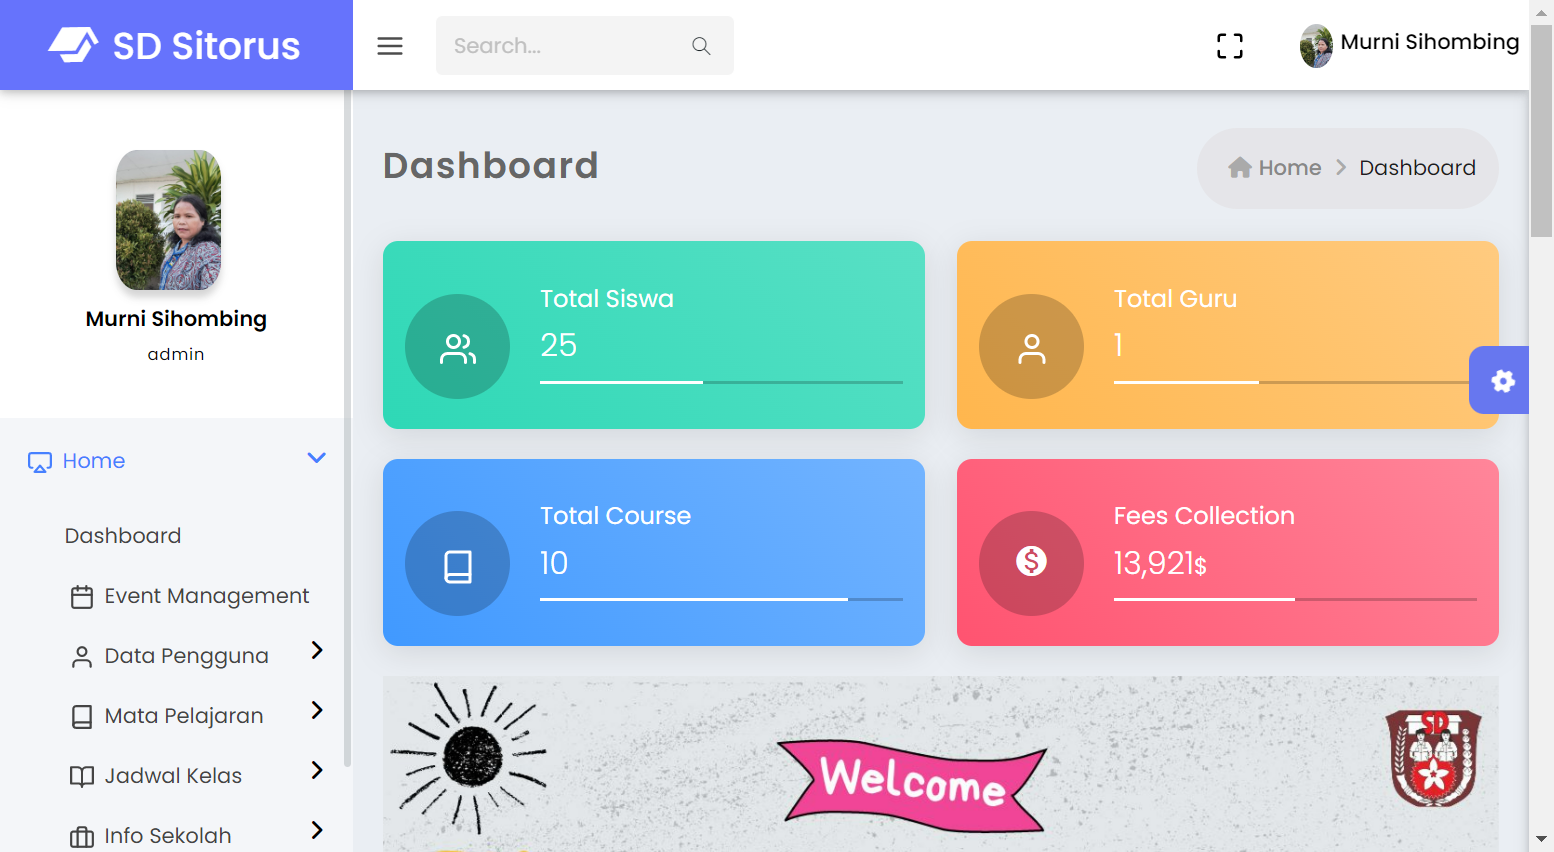 SD Sitorus
Search...
Murni Sihombing
Murni Sihombing
admin
Home
Dashboard
Event Management
Data Pengguna
Mata Pelajaran
Jadwal Kelas
Info Sekolah
Dashboard
Home > Dashboard
Total Siswa
25
Total Guru
1
Total Course
10
Fees Collection
13,921$
Welcome
SD